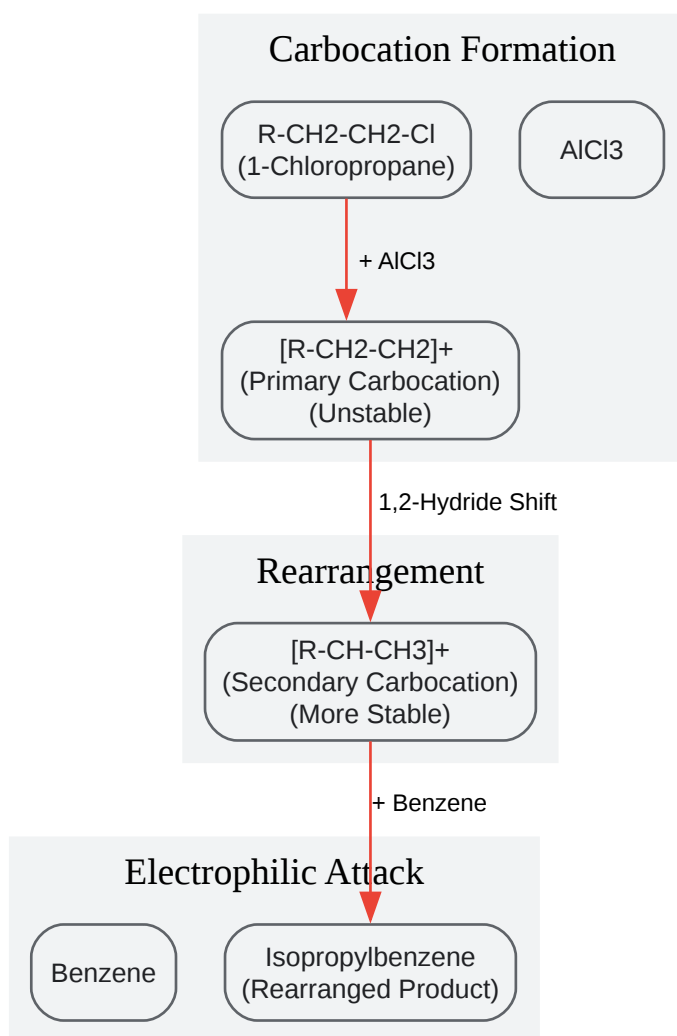 Carbocation Formation
R-CH2-CH2-Cl
(1-Chloropropane)
AlCl3
+ AlCl3
[R-CH2-CH2]+
(Primary Carbocation)
(Unstable)
1,2-Hydride Shift
Rearrangement
[R-CH-CH3]+
(Secondary Carbocation)
(More Stable)
+ Benzene
Electrophilic Attack
Benzene
Isopropylbenzene
(Rearranged Product)